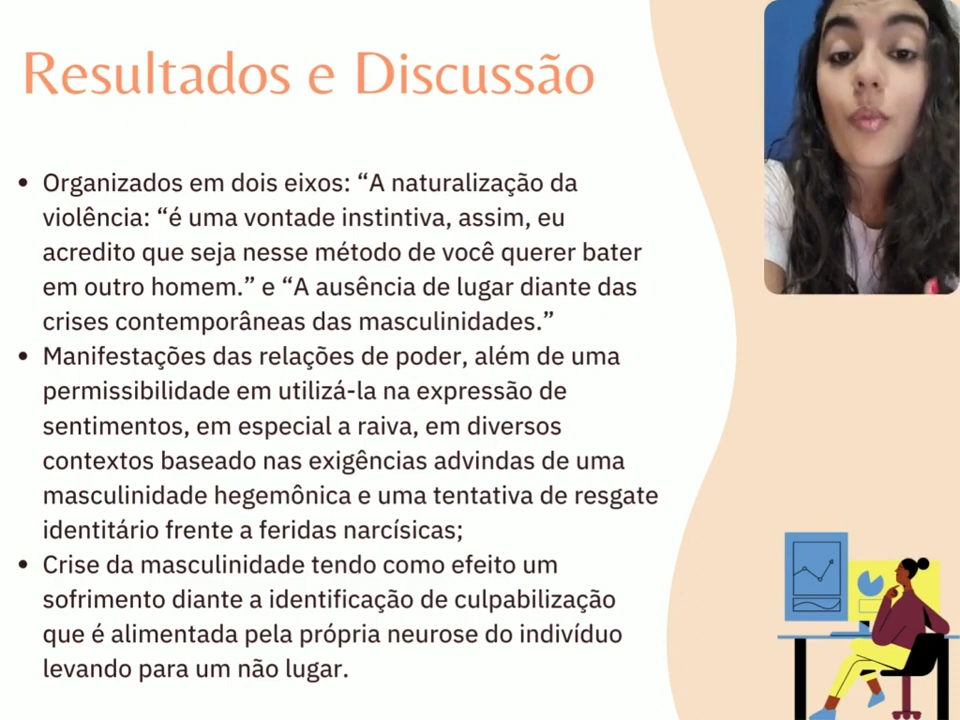 Resultados e Discussão
• Organizados em dois eixos: “A naturalização da
violência: “é uma vontade instintiva, assim, eu
acredito que seja nesse método de você querer bater
em outro homem.” e “A ausência de lugar diante das
crises contemporâneas das masculinidades.”
• Manifestações das relações de poder, além de uma
permissibilidade em utilizá-la na expressão de
sentimentos, em especial a raiva, em diversos
contextos baseado nas exigências advindas de uma
masculinidade hegemônica e uma tentativa de resgate
identitário frente a feridas narcísicas;
• Crise da masculinidade tendo como efeito um
sofrimento diante a identificação de culpabilização
que é alimentada pela própria neurose do indivíduo
levando para um não lugar.